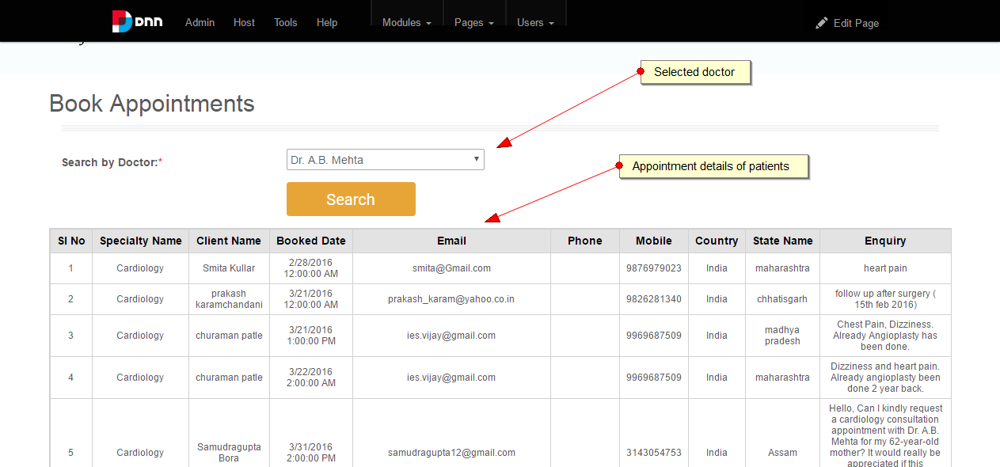 DNN Admin Host Tools Help Modules Pages Users Edit Page
Selected doctor
Book Appointments
Search by Doctor:* Dr. A.B. Mehta
Appointment details of patients
Search
Sl No Specialty Name Client Name Booked Date Email Phone Mobile Country State Name Enquiry
1 Cardiology Smita Kullar 2/28/2016 12:00:00 AM smita@Gmail.com 9876979023 India maharashtra heart pain
2 Cardiology prakash karamchandani 3/21/2016 12:00:00 AM prakash_karam@yahoo.co.in 9826281340 India chhatisgarh follow up after surgery ( 15th feb 2016)
3 Cardiology churaman patle 3/21/2016 1:00:00 PM ies.vijay@gmail.com 9969687509 India madhya pradesh Chest Pain, Dizziness. Already Angioplasty has been done.
4 Cardiology churaman patle 3/22/2016 2:00:00 AM ies.vijay@gmail.com 9969687509 India maharashtra Dizziness and heart pain. Already angioplasty been done 2 year back.
5 Cardiology Samudragupta Bora 3/31/2016 2:00:00 PM samudragupta12@gmail.com 3143054753 India Assam Hello, Can I kindly request a cardiology consultation appointment with Dr. A.B. Mehta for my 62-year-old mother? It would really be appreciated if this